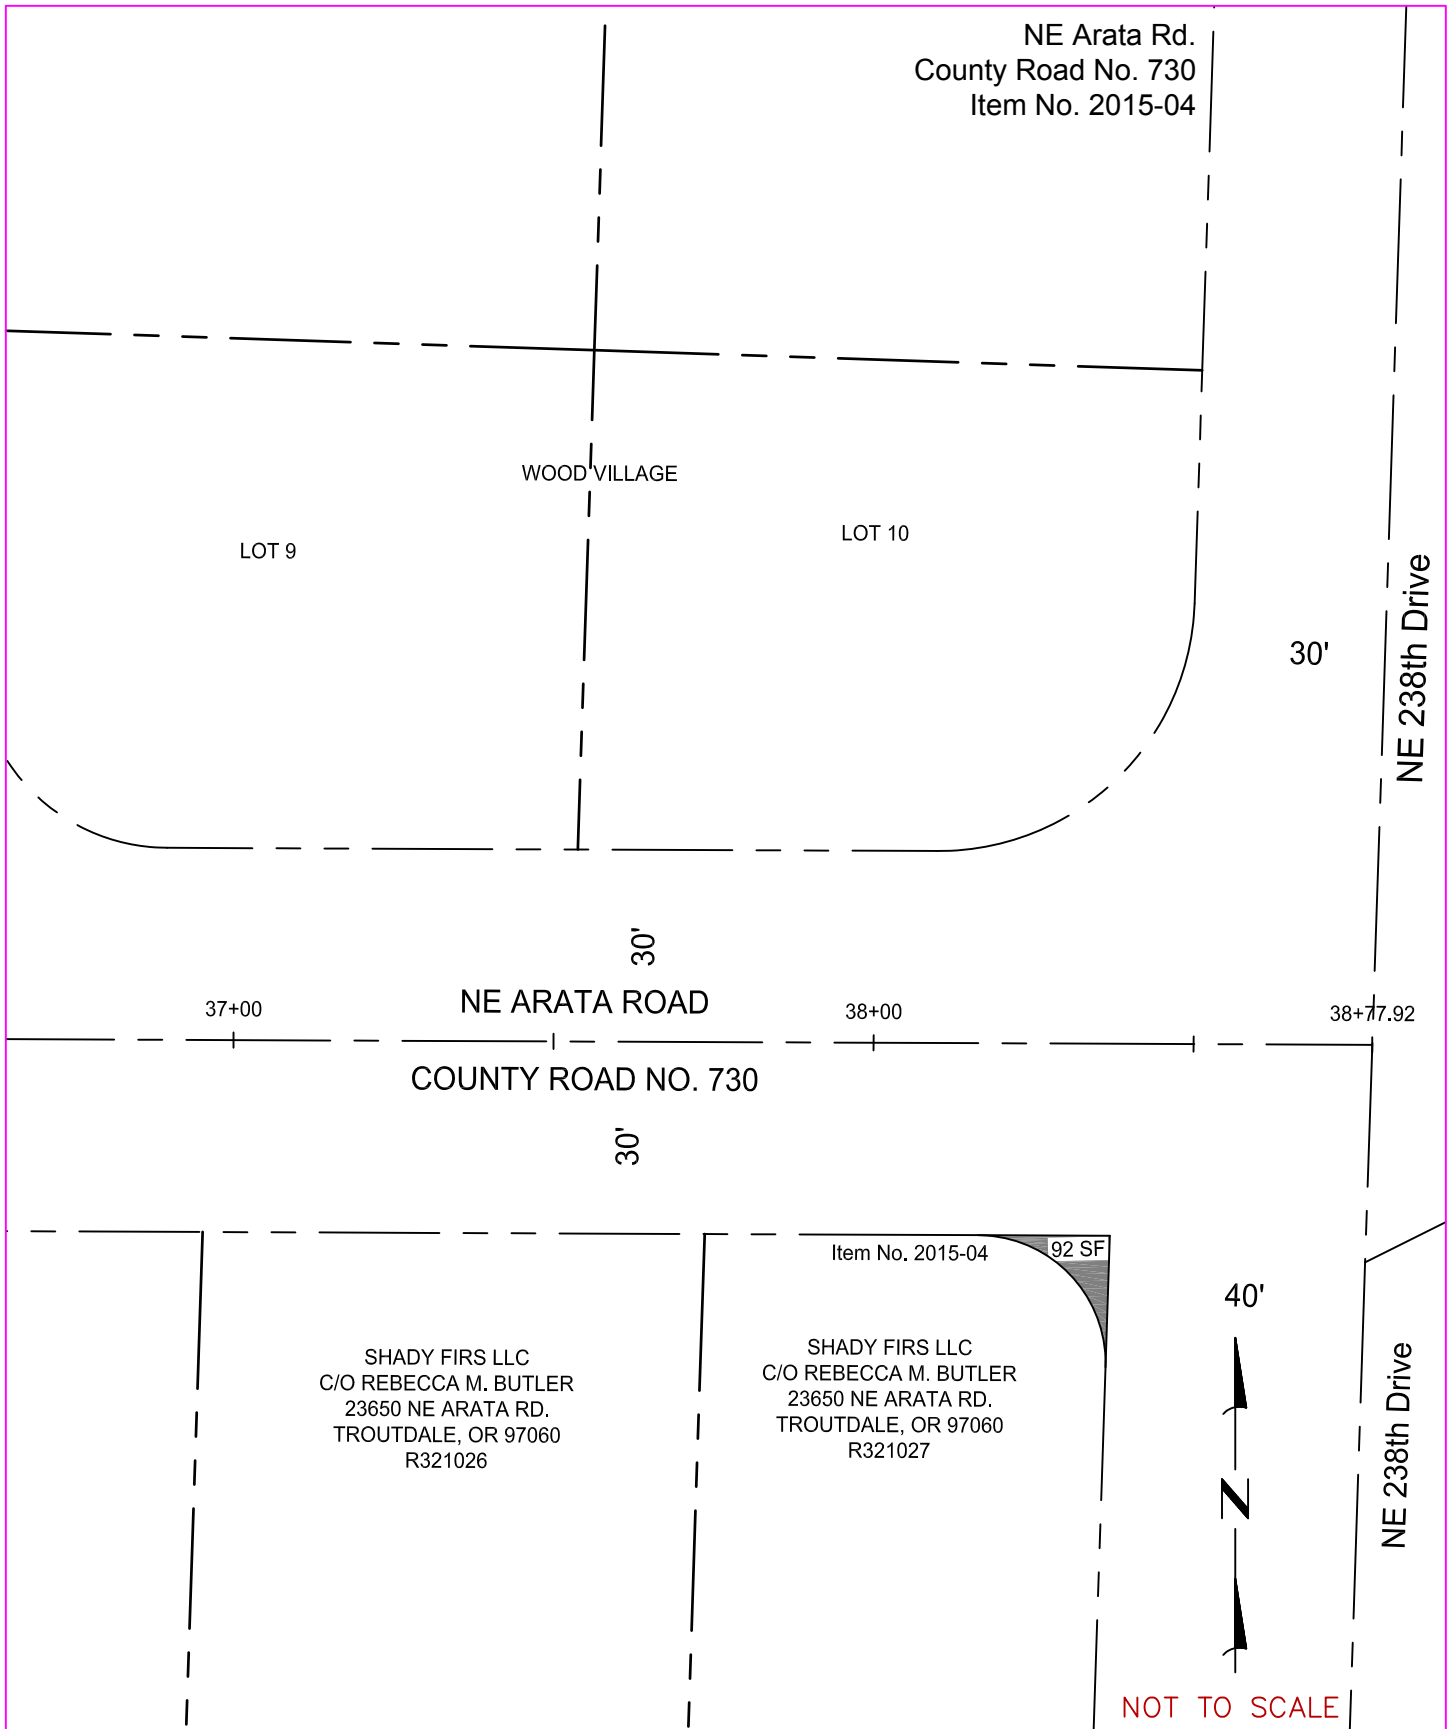 NE Arata Rd.
County Road No. 730
Item No. 2015-04
WOOD VILLAGE
LOT 9
LOT 10
30'
NE 238th Drive
30'
NE ARATA ROAD
37+00
38+00
38+77.92
COUNTY ROAD NO. 730
30'
Item No. 2015-04
92 SF
40'
SHADY FIRS LLC
C/O REBECCA M. BUTLER
23650 NE ARATA RD.
TROUTDALE, OR 97060
R321026
SHADY FIRS LLC
C/O REBECCA M. BUTLER
23650 NE ARATA RD.
TROUTDALE, OR 97060
R321027
NE 238th Drive
N
NOT TO SCALE